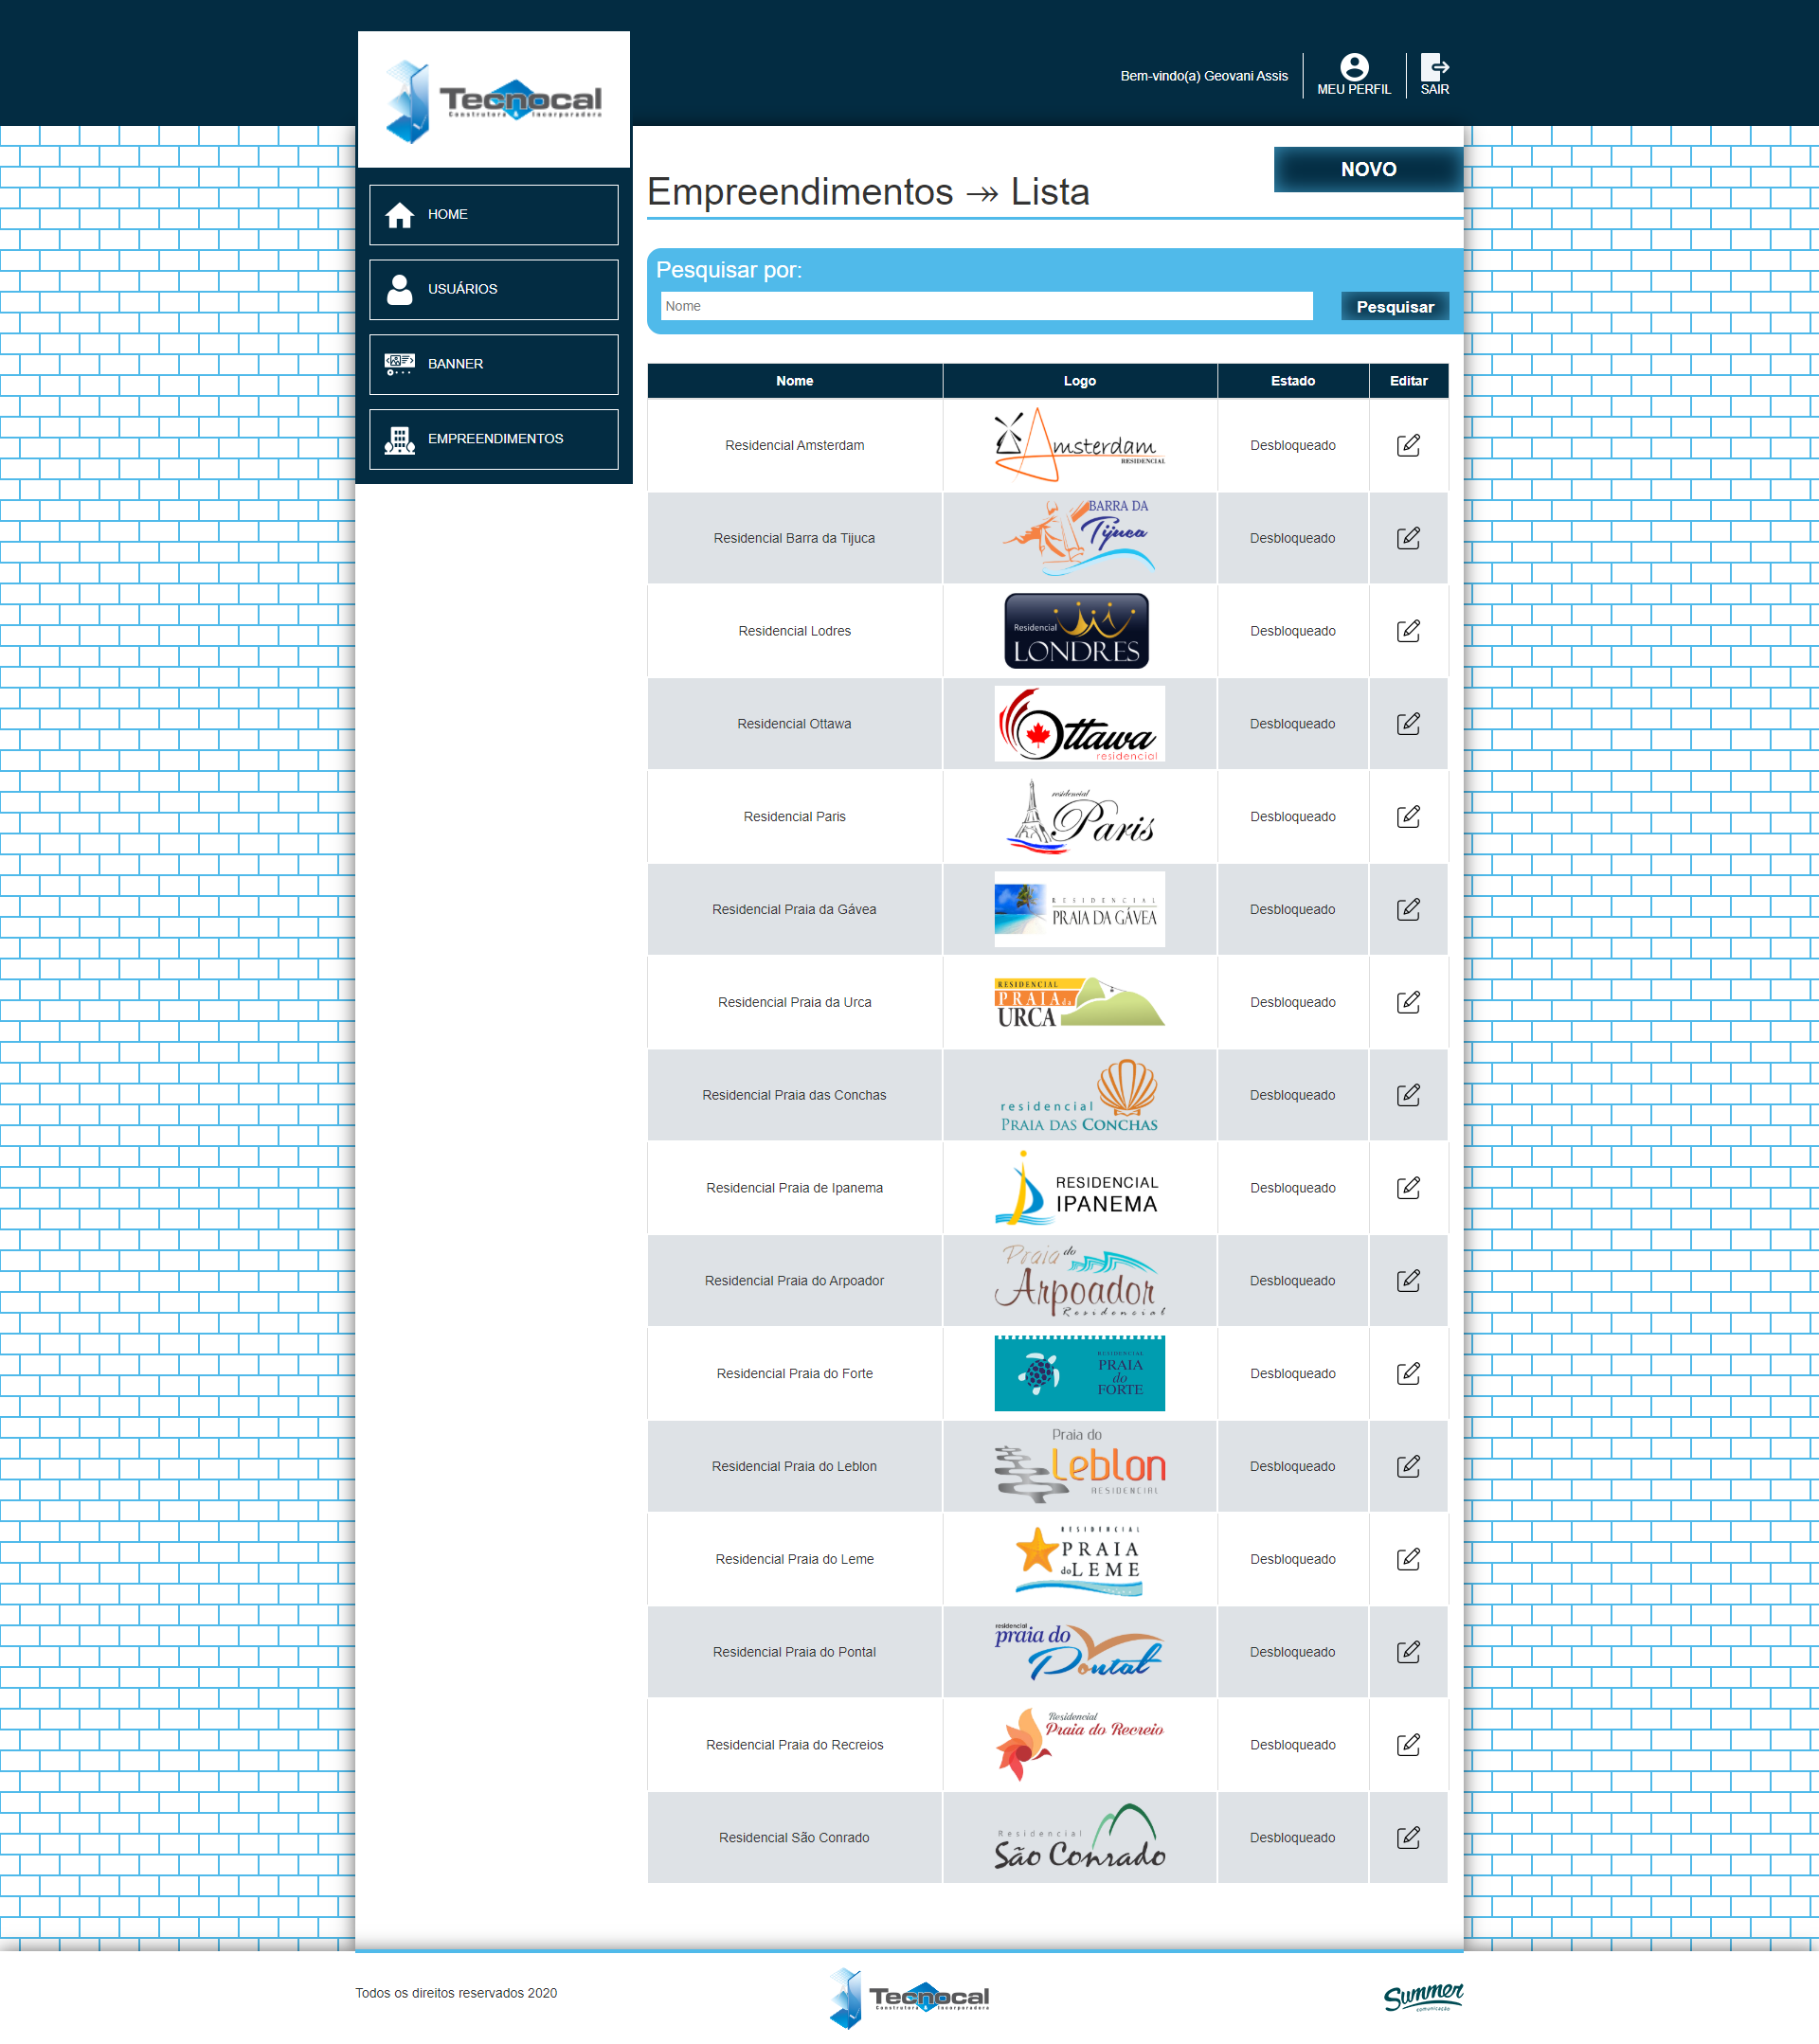 Tecnocal
Construtora & Incorporadora
Bem-vindo(a) Geovani Assis
MEU PERFIL
SAIR
HOME
USUÁRIOS
BANNER
EMPREENDIMENTOS
Empreendimentos ↠ Lista
NOVO
Pesquisar por:
Nome
Pesquisar
Nome Logo Estado Editar
Residencial Amsterdam
Amsterdam
RESIDENCIAL
Desbloqueado
Residencial Barra da Tijuca
BARRA DA
Tijuca
Desbloqueado
Residencial Lodres
Residencial
LONDRES
Desbloqueado
Residencial Ottawa
Ottawa
residencial
Desbloqueado
Residencial Paris
residencial
Paris
Desbloqueado
Residencial Praia da Gávea
RESIDENCIAL
PRAIA DA GÁVEA
Desbloqueado
Residencial Praia da Urca
RESIDENCIAL
PRAIA da
URCA
Desbloqueado
Residencial Praia das Conchas
residencial
PRAIA DAS CONCHAS
Desbloqueado
Residencial Praia de Ipanema
RESIDENCIAL
IPANEMA
Desbloqueado
Residencial Praia do Arpoador
Praia do
Arpoador
Residencial
Desbloqueado
Residencial Praia do Forte
RESIDENCIAL
PRAIA
do
FORTE
Desbloqueado
Residencial Praia do Leblon
Praia do
Leblon
RESIDENCIAL
Desbloqueado
Residencial Praia do Leme
RESIDENCIAL
PRAIA
do LEME
Desbloqueado
Residencial Praia do Pontal
residencial
praia do
Pontal
Desbloqueado
Residencial Praia do Recreios
Residencial
Praia do Recreio
Desbloqueado
Residencial São Conrado
Residencial
São Conrado
Desbloqueado
Todos os direitos reservados 2020
Tecnocal
Construtora & Incorporadora
Summer
comunicação